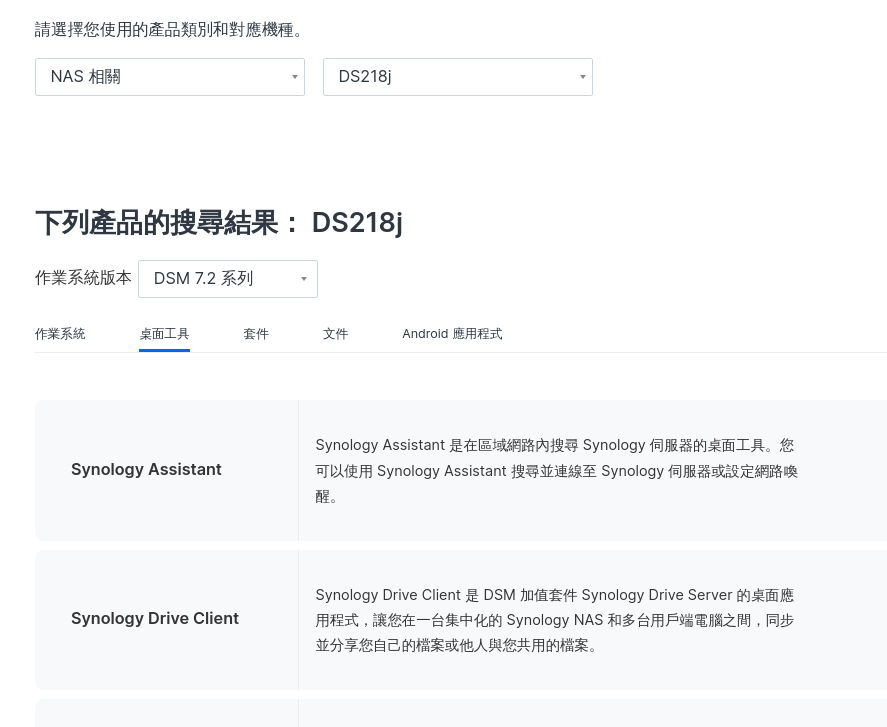 請選擇您使用的產品類別和對應機種。
NAS 相關
DS218j
下列產品的搜尋結果： DS218j
作業系統版本
DSM 7.2 系列
作業系統
桌面工具
套件
文件
Android 應用程式
Synology Assistant
Synology Assistant 是在區域網路內搜尋 Synology 伺服器的桌面工具。您
可以使用 Synology Assistant 搜尋並連線至 Synology 伺服器或設定網路喚
醒。
Synology Drive Client
Synology Drive Client 是 DSM 加值套件 Synology Drive Server 的桌面應
用程式，讓您在一台集中化的 Synology NAS 和多台用戶端電腦之間，同步
並分享您自己的檔案或他人與您共用的檔案。